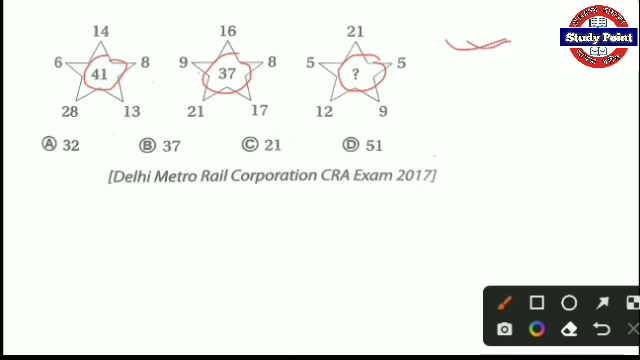 14 16 21
6 41 8 9 37 8 5 ? 5
28 13 21 17 12 9
Ⓐ 32 Ⓑ 37 Ⓒ 21 Ⓓ 51
[Delhi Metro Rail Corporation CRA Exam 2017]
Study Point